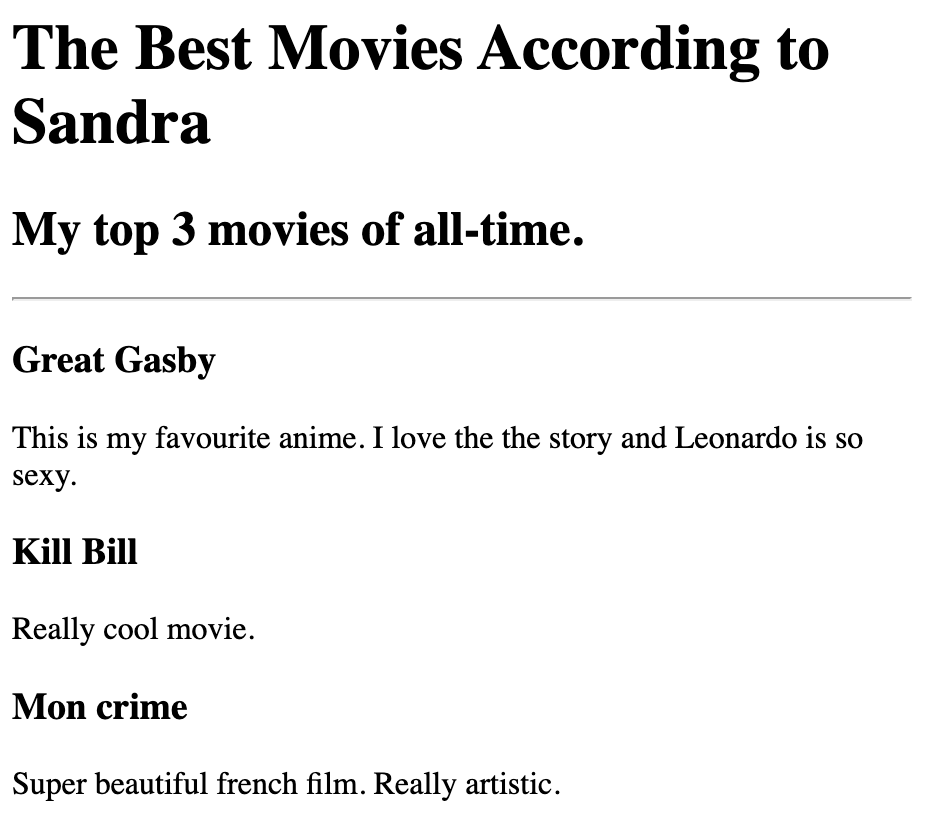 The Best Movies According to
Sandra
My top 3 movies of all-time.
Great Gasby
This is my favourite anime. I love the the story and Leonardo is so
sexy.
Kill Bill
Really cool movie.
Mon crime
Super beautiful french film. Really artistic.